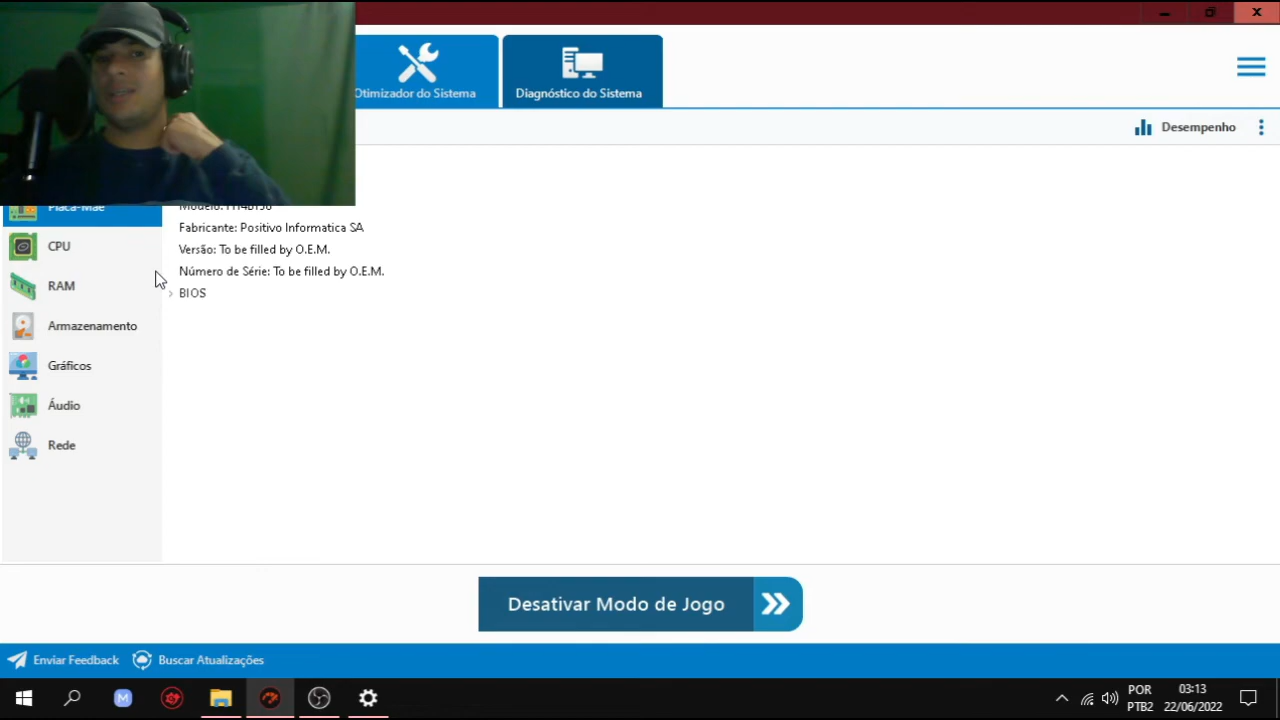 Otimizador do Sistema
Diagnóstico do Sistema
Desempenho
Placa-Mãe
CPU
RAM
Armazenamento
Gráficos
Áudio
Rede
Fabricante: Positivo Informatica SA
Versão: To be filled by O.E.M.
Número de Série: To be filled by O.E.M.
BIOS
Desativar Modo de Jogo
Enviar Feedback
Buscar Atualizações
POR
PTB2
03:13
22/06/2022